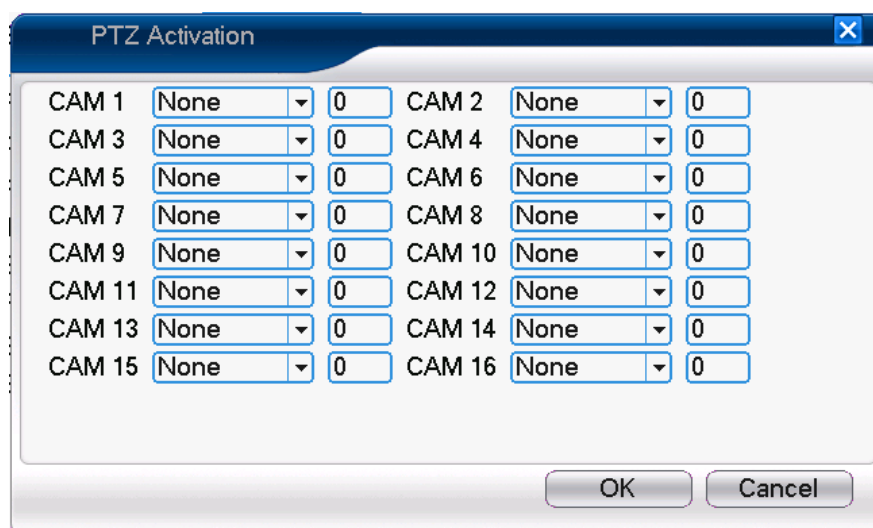 PTZ Activation
CAM 1 None 0 CAM 2 None 0
CAM 3 None 0 CAM 4 None 0
CAM 5 None 0 CAM 6 None 0
CAM 7 None 0 CAM 8 None 0
CAM 9 None 0 CAM 10 None 0
CAM 11 None 0 CAM 12 None 0
CAM 13 None 0 CAM 14 None 0
CAM 15 None 0 CAM 16 None 0
OK Cancel